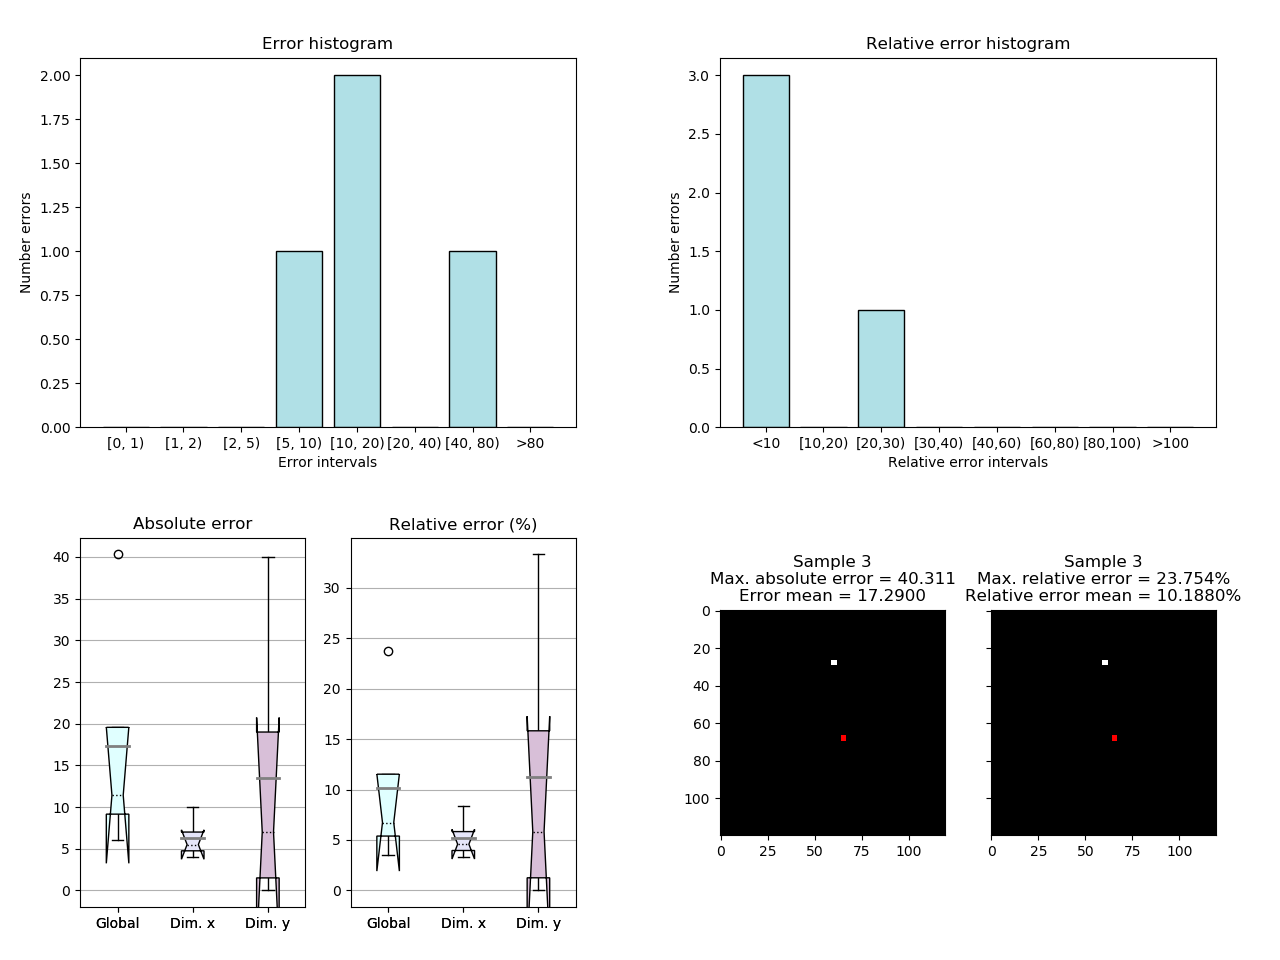 Error histogram
Number errors
2.00
1.75
1.50
1.25
1.00
0.75
0.50
0.25
0.00
[0, 1) [1, 2) [2, 5) [5, 10) [10, 20) [20, 40) [40, 80) >80
Error intervals
Relative error histogram
Number errors
3.0
2.5
2.0
1.5
1.0
0.5
0.0
<10 [10,20) [20,30) [30,40) [40,60) [60,80) [80,100) >100
Relative error intervals
Absolute error
40
35
30
25
20
15
10
5
0
Global Dim. x Dim. y
Relative error (%)
30
25
20
15
10
5
0
Global Dim. x Dim. y
Sample 3
Max. absolute error = 40.311
Error mean = 17.2900
0
20
40
60
80
100
0 25 50 75 100
Sample 3
Max. relative error = 23.754%
Relative error mean = 10.1880%
0 25 50 75 100